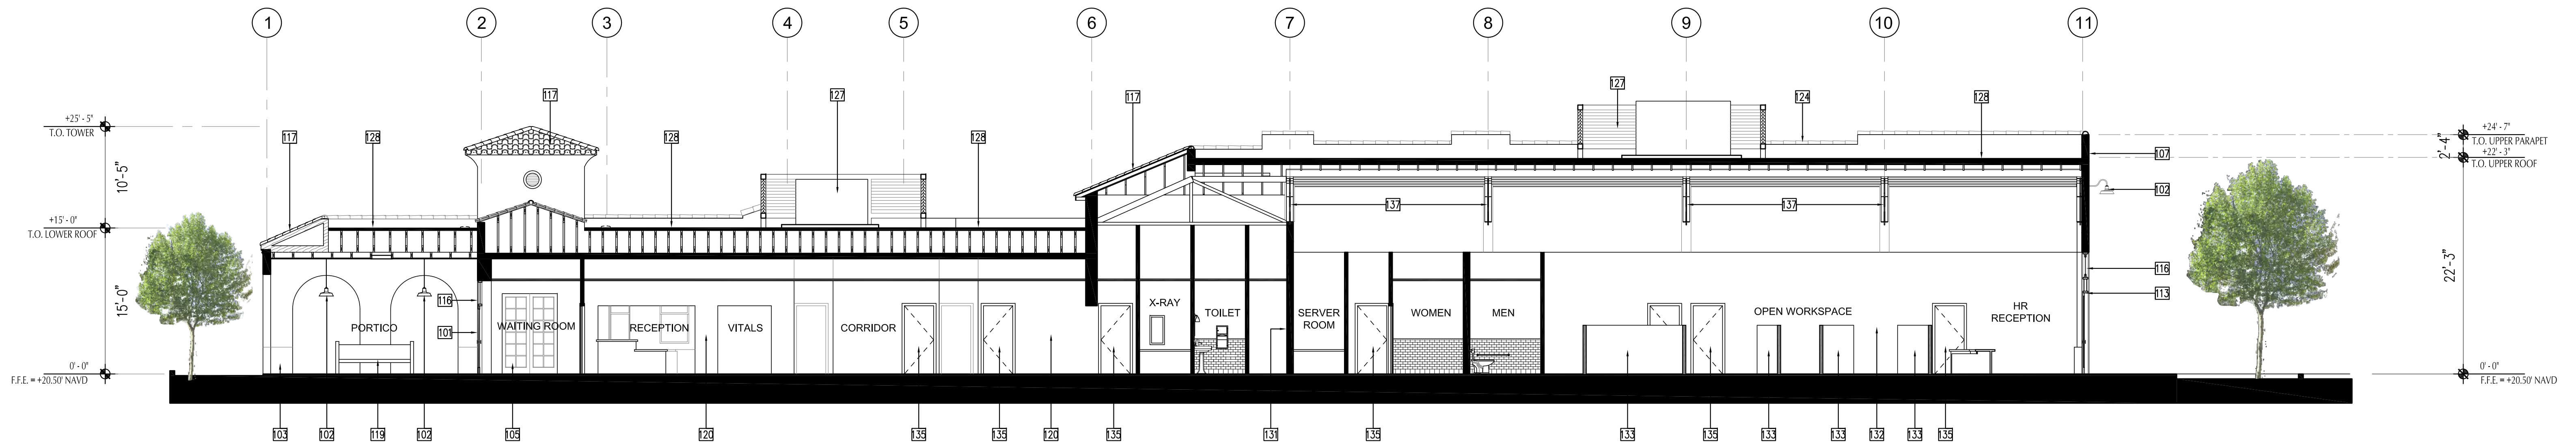 1
2
3
4
5
6
7
8
9
10
11
127
117
124
128
117
117
128
128
128
127
107
102
+25' - 5"
T.O. TOWER
10'-5"
+15' - 0"
T.O. LOWER ROOF
15'-0"
0' - 0"
F.F.E. = +20.50' NAVD
+24' - 7"
T.O. UPPER PARAPET
2'-4"
+22' - 3"
T.O. UPPER ROOF
22'-3"
0' - 0"
F.F.E. = +20.50' NAVD
137
137
116
113
116
101
PORTICO
WAITING ROOM
RECEPTION
VITALS
CORRIDOR
X-RAY
TOILET
SERVER
ROOM
WOMEN
MEN
OPEN WORKSPACE
HR
RECEPTION
103
102
119
102
105
120
135
135
120
135
131
135
133
135
133
133
132
133
135